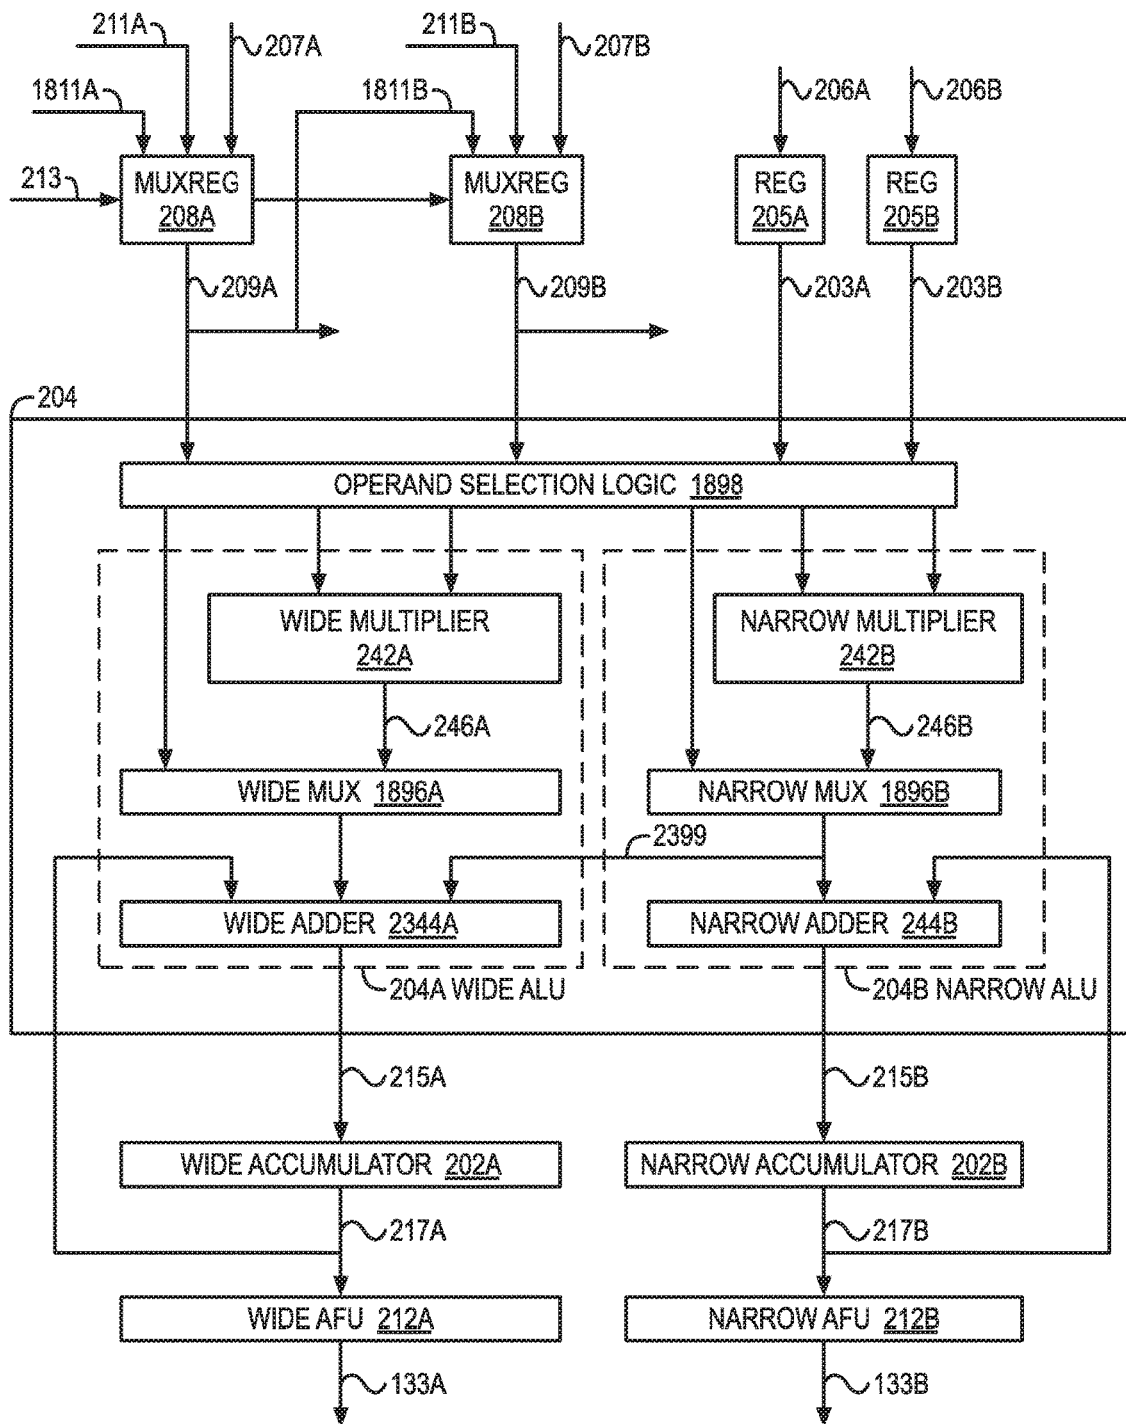 211A
207A
211B
207B
1811A
1811B
206A
206B
213
MUXREG
208A
MUXREG
208B
REG
205A
REG
205B
209A
209B
203A
203B
204
OPERAND SELECTION LOGIC 1898
WIDE MULTIPLIER
242A
NARROW MULTIPLIER
242B
246A
246B
WIDE MUX 1896A
NARROW MUX 1896B
2399
WIDE ADDER 2344A
NARROW ADDER 244B
204A WIDE ALU
204B NARROW ALU
215A
215B
WIDE ACCUMULATOR 202A
NARROW ACCUMULATOR 202B
217A
217B
WIDE AFU 212A
NARROW AFU 212B
133A
133B